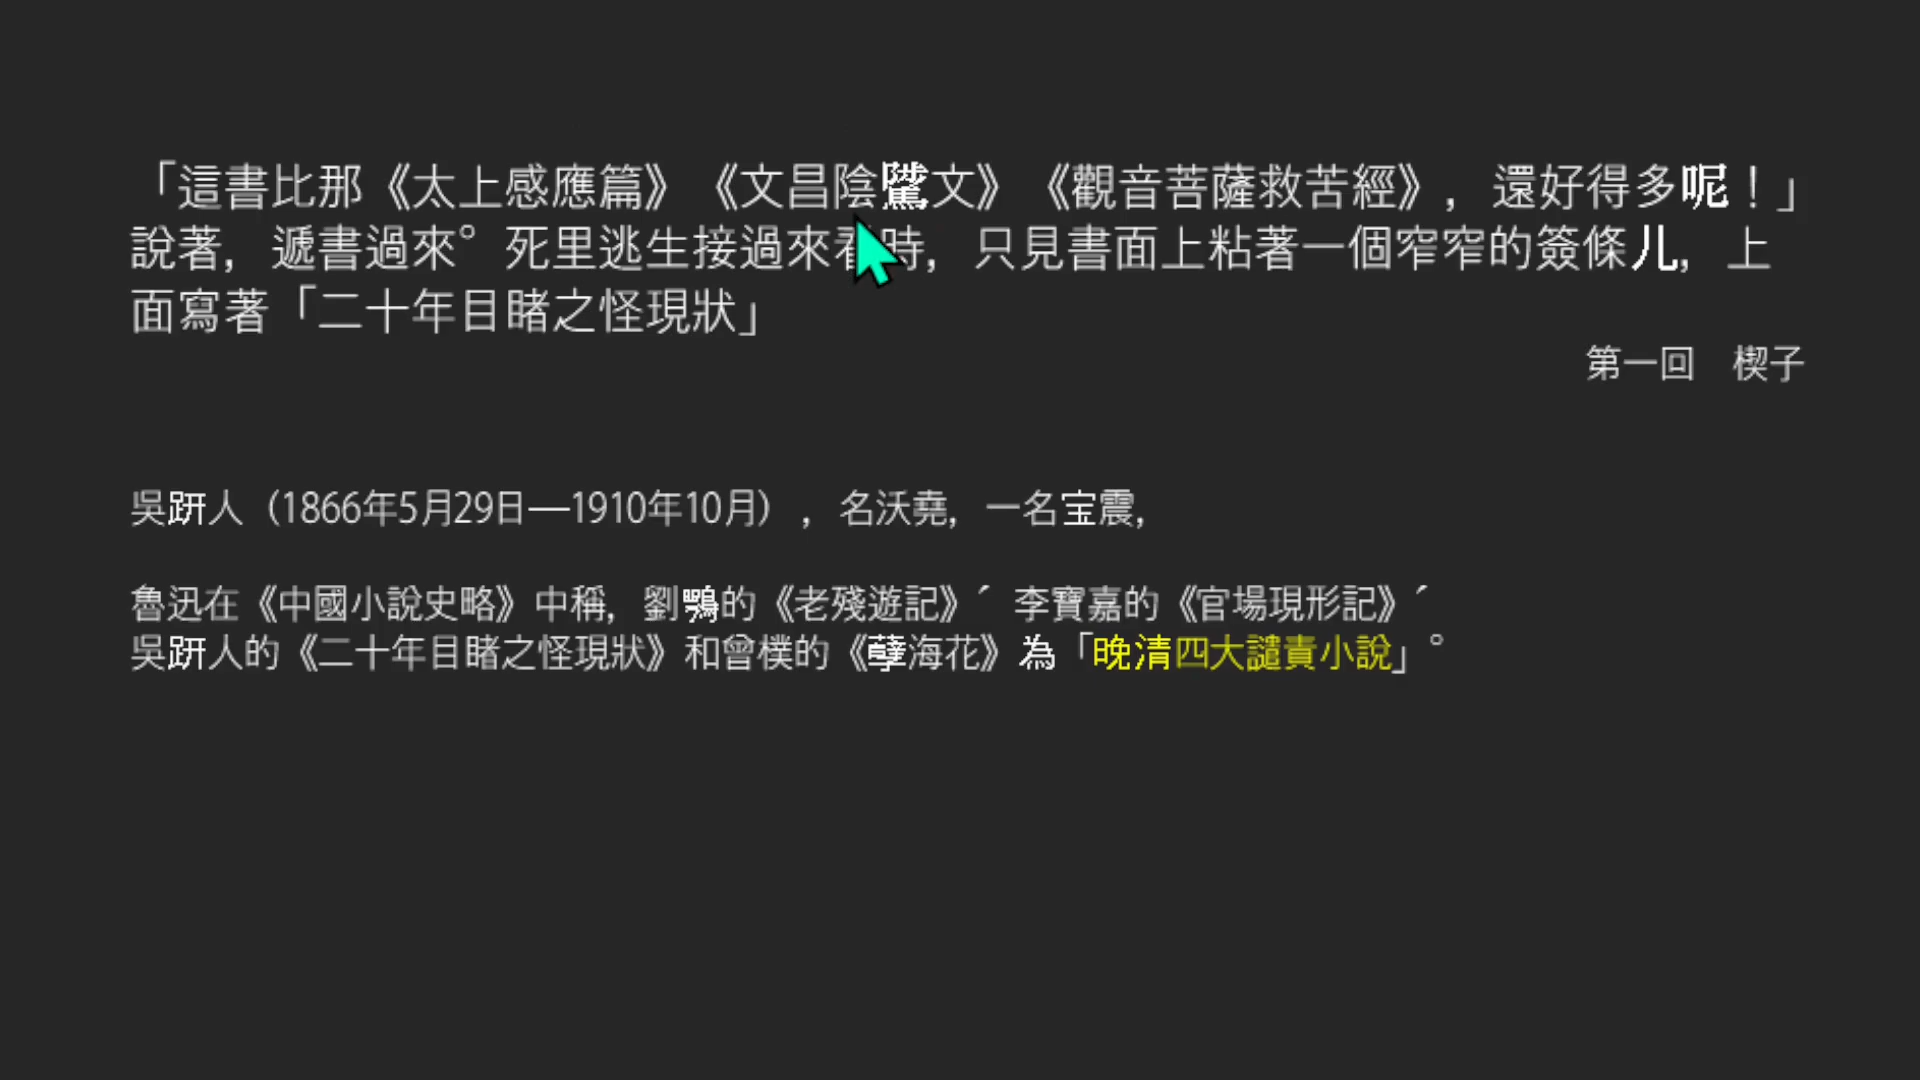 「這書比那《太上感應篇》《文昌陰騭文》《觀音菩薩救苦經》，還好得多呢！」
說著，遞書過來。死里逃生接過來看時，只見書面上粘著一個窄窄的簽條儿，上
面寫著「二十年目睹之怪現狀」
第一回　楔子
吳趼人（1866年5月29日—1910年10月），名沃堯，一名宝震，
魯迅在《中國小說史略》中稱，劉鶚的《老殘遊記》、李寶嘉的《官場現形記》、
吳趼人的《二十年目睹之怪現狀》和曾樸的《孽海花》為「晚清四大譴責小說」。